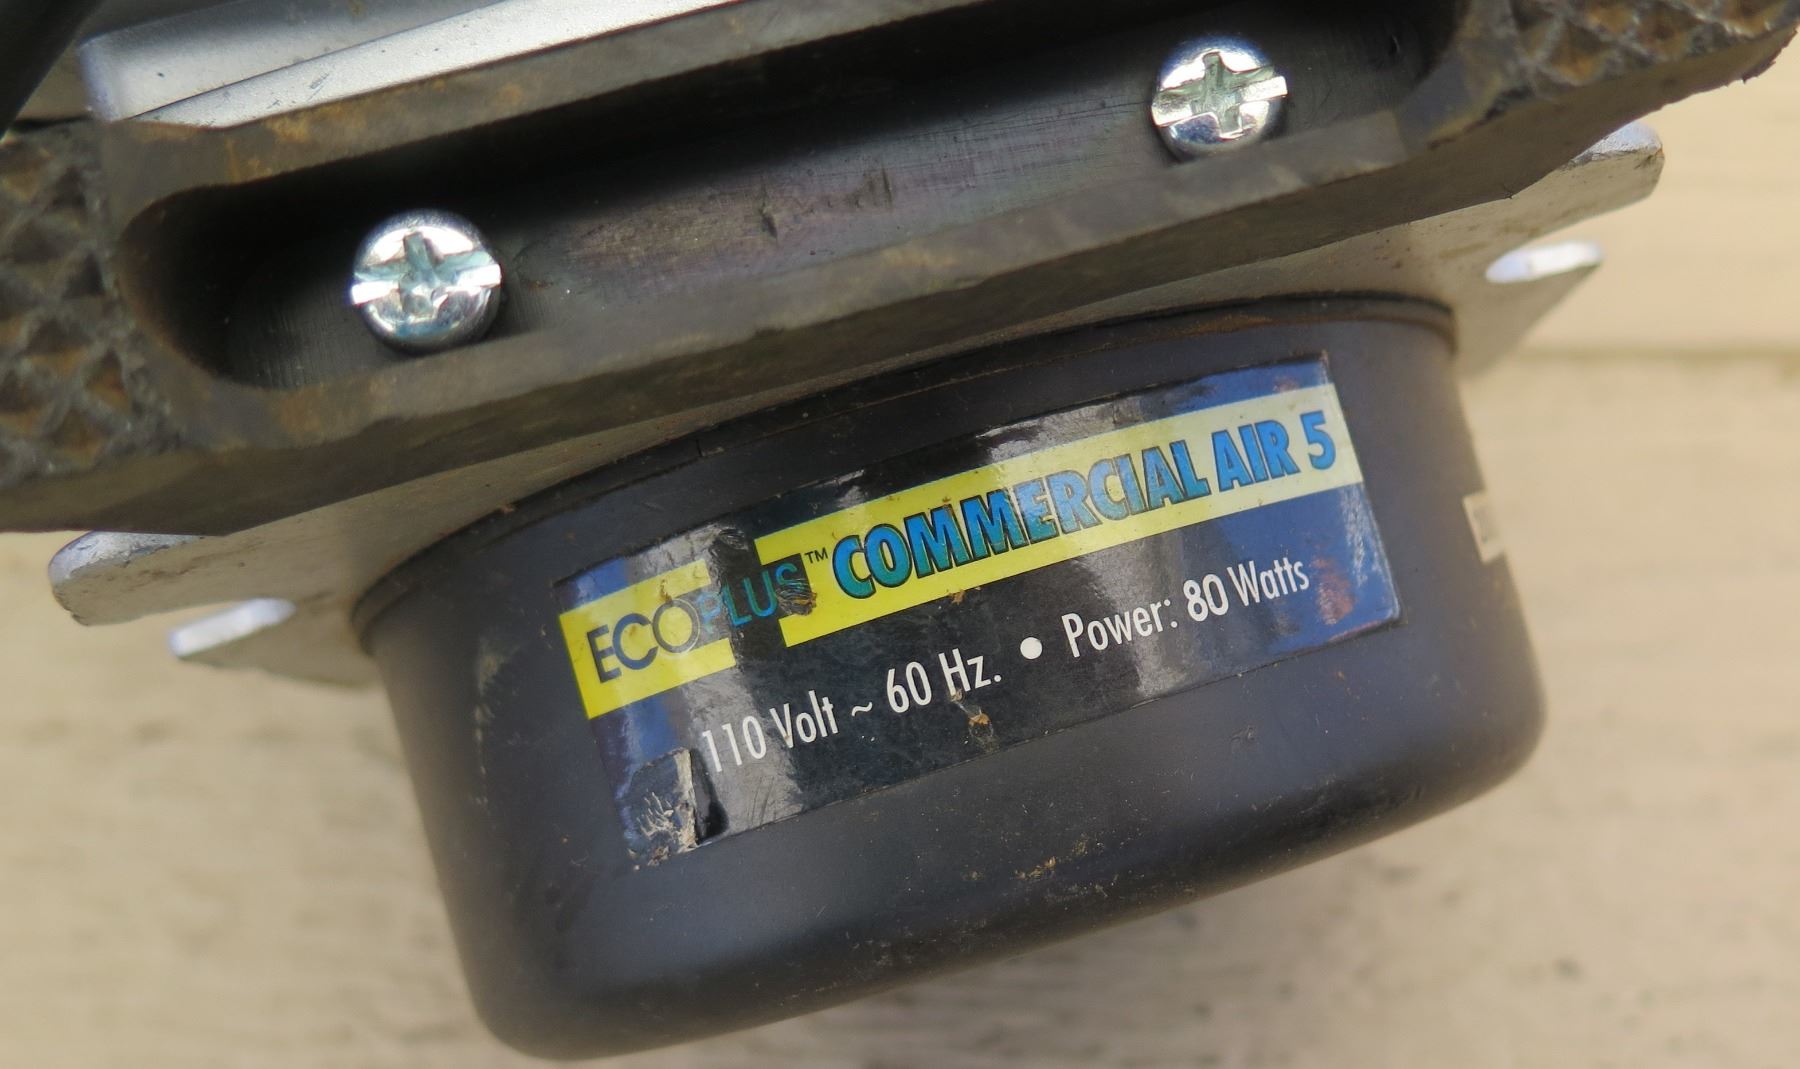 ECOPLUS™ COMMERCIAL AIR 5
110 Volt ~ 60 Hz. • Power: 80 Watts